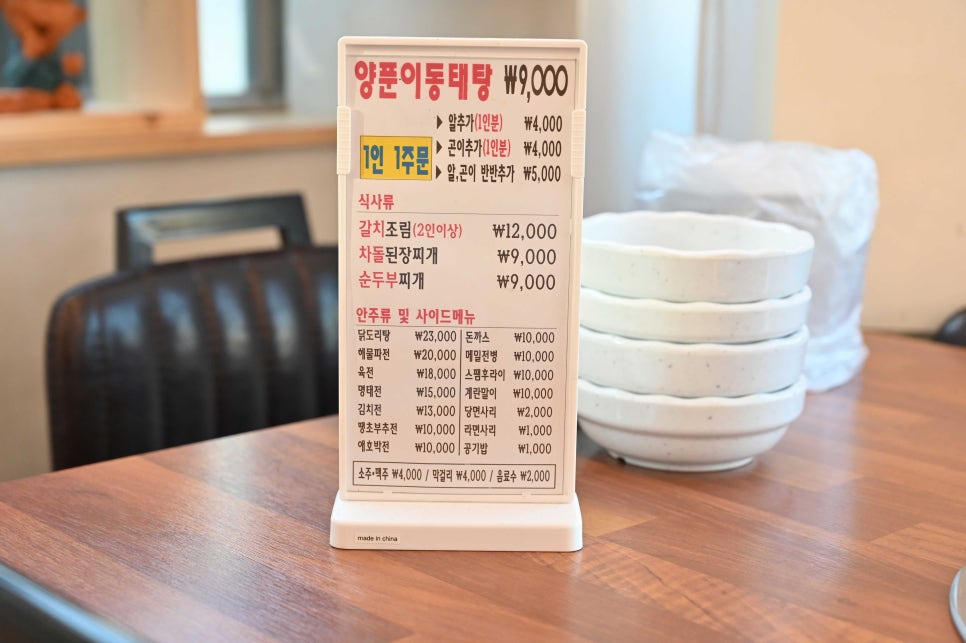 양푼이동태탕 ₩9,000
1인 1주문
▶ 알추가(1인분) ₩4,000
▶ 곤이추가(1인분) ₩4,000
▶ 알,곤이 반반추가 ₩5,000
식사류
갈치조림(2인이상) ₩12,000
차돌된장찌개 ₩9,000
순두부찌개 ₩9,000
안주류 및 사이드메뉴
닭도리탕 ₩23,000
해물파전 ₩20,000
육전 ₩18,000
명태전 ₩15,000
김치전 ₩13,000
땡초부추전 ₩10,000
애호박전 ₩10,000
돈까스 ₩10,000
메밀전병 ₩10,000
스팸후라이 ₩10,000
계란말이 ₩10,000
당면사리 ₩2,000
라면사리 ₩1,000
공기밥 ₩1,000
소주•맥주 ₩4,000 / 막걸리 ₩4,000 / 음료수 ₩2,000
made in china